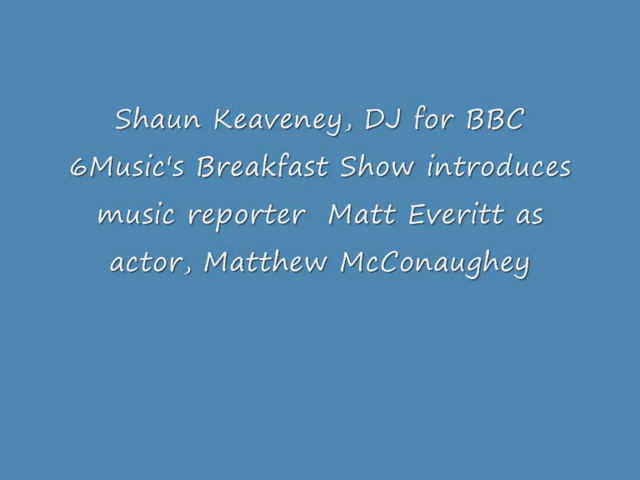 Shaun Keaveney, DJ for BBC
6Music's Breakfast Show introduces
music reporter  Matt Everitt as
actor, Matthew McConaughey